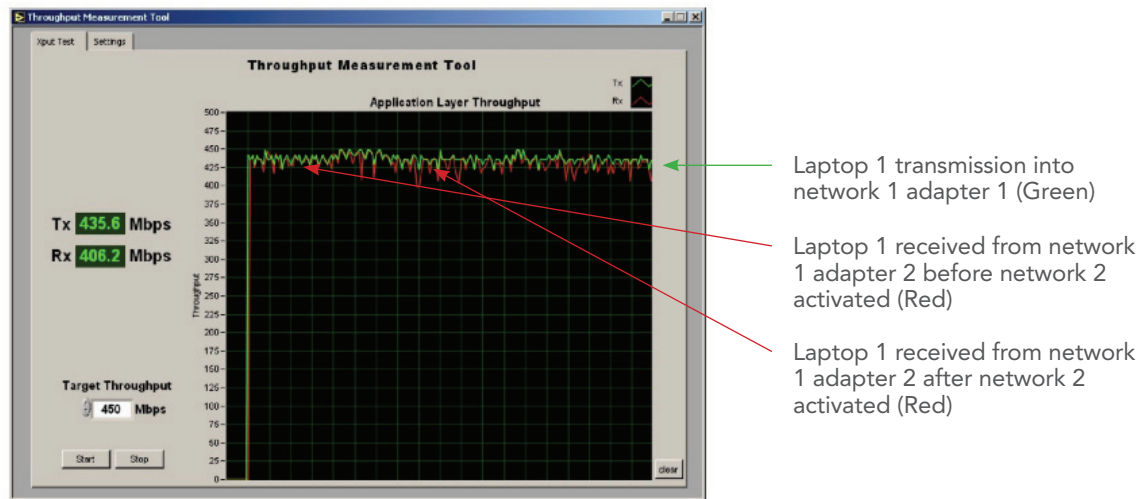 Throughput Measurement Tool
Xput Test
Settings
Throughput Measurement Tool
Tx
Rx
Application Layer Throughput
500
475
450
425
400
375
350
325
300
275
250
225
200
175
150
125
100
75
50
25
0
Throughput
Tx 435.6 Mbps
Rx 406.2 Mbps
Target Throughput
450 Mbps
Start
Stop
clear
Laptop 1 transmission into
network 1 adapter 1 (Green)
Laptop 1 received from network
1 adapter 2 before network 2
activated (Red)
Laptop 1 received from network
1 adapter 2 after network 2
activated (Red)